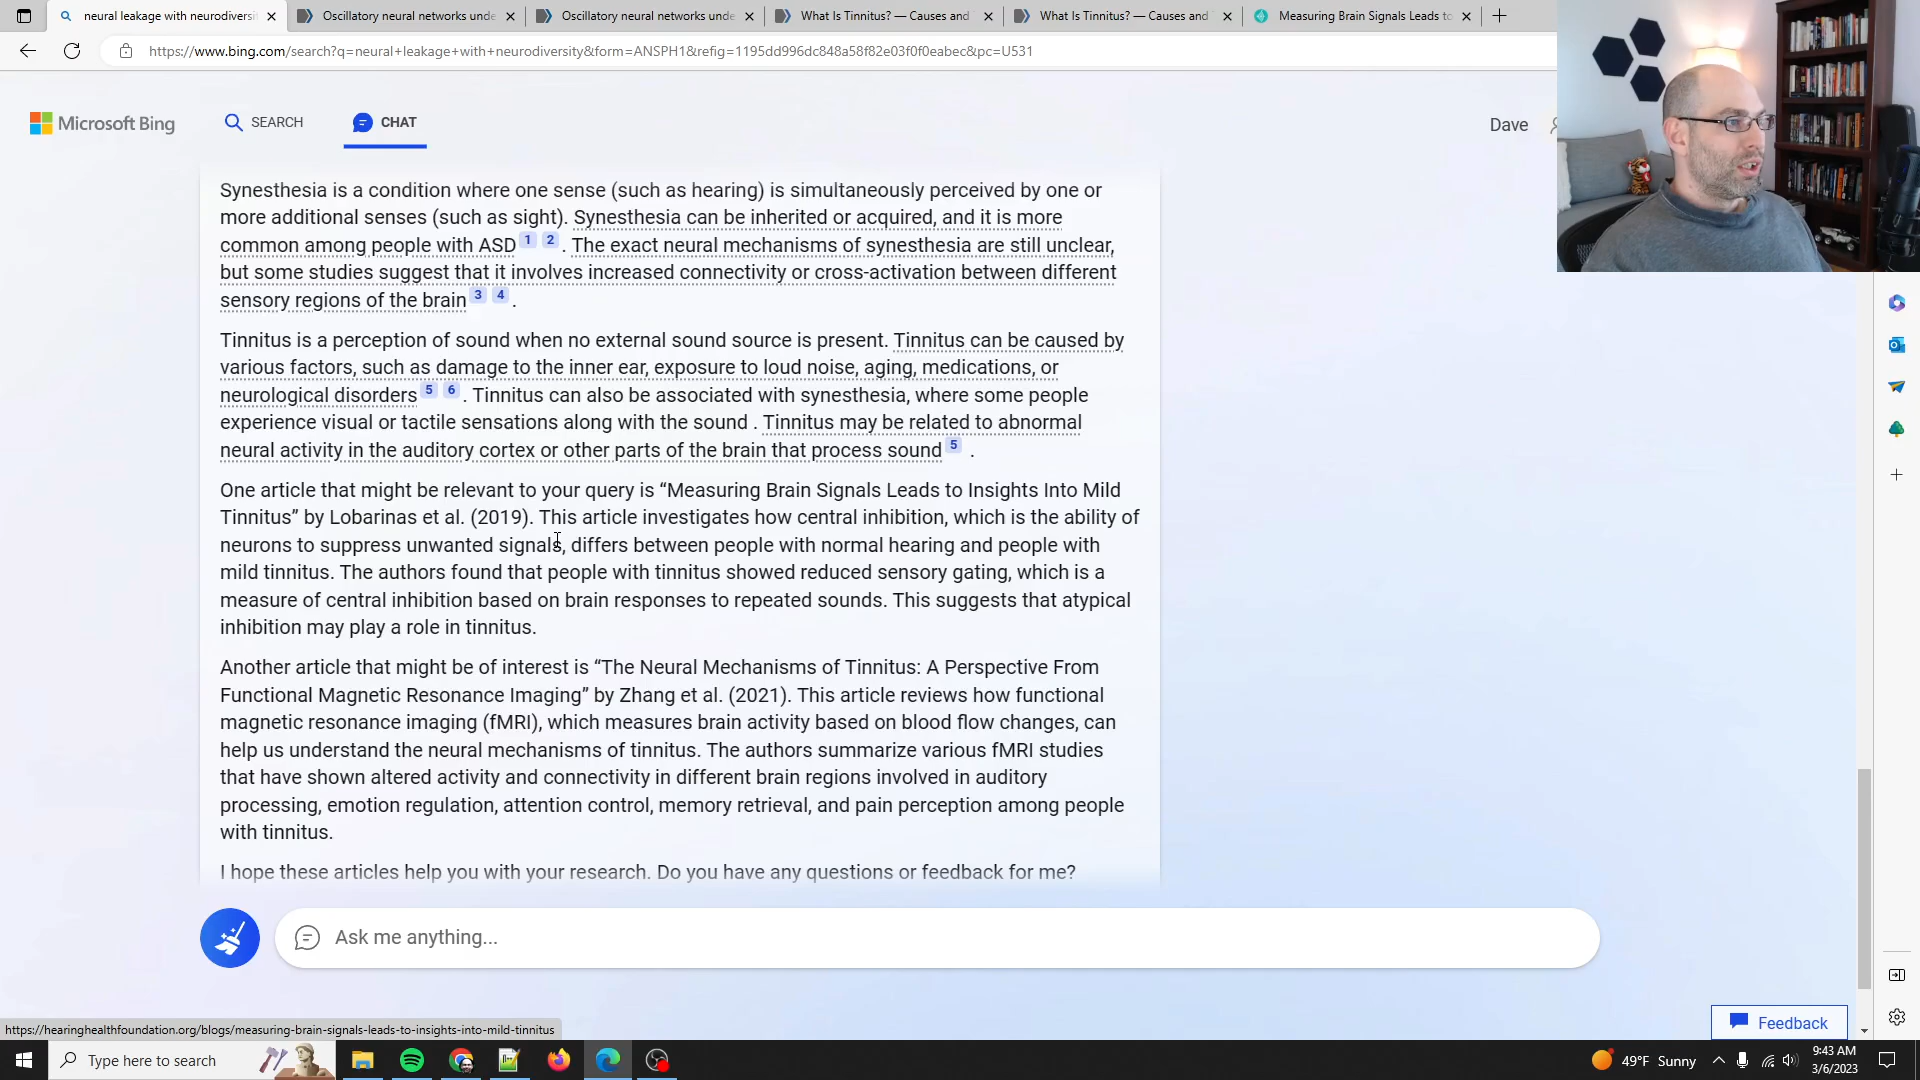 neural leakage with neurodiversi
Oscillatory neural networks unde
Oscillatory neural networks unde
What Is Tinnitus? — Causes and
What Is Tinnitus? — Causes and
Measuring Brain Signals Leads to
https://www.bing.com/search?q=neural+leakage+with+neurodiversity&form=ANSPH1&refig=1195dd996dc848a58f82e03f0f0eabec&pc=U531
Microsoft Bing
SEARCH
CHAT
Dave
Synesthesia is a condition where one sense (such as hearing) is simultaneously perceived by one or
more additional senses (such as sight). Synesthesia can be inherited or acquired, and it is more
common among people with ASD 1 2 . The exact neural mechanisms of synesthesia are still unclear,
but some studies suggest that it involves increased connectivity or cross-activation between different
sensory regions of the brain 3 4 .
Tinnitus is a perception of sound when no external sound source is present. Tinnitus can be caused by
various factors, such as damage to the inner ear, exposure to loud noise, aging, medications, or
neurological disorders 5 6 . Tinnitus can also be associated with synesthesia, where some people
experience visual or tactile sensations along with the sound . Tinnitus may be related to abnormal
neural activity in the auditory cortex or other parts of the brain that process sound 5 .
One article that might be relevant to your query is “Measuring Brain Signals Leads to Insights Into Mild
Tinnitus” by Lobarinas et al. (2019). This article investigates how central inhibition, which is the ability of
neurons to suppress unwanted signals, differs between people with normal hearing and people with
mild tinnitus. The authors found that people with tinnitus showed reduced sensory gating, which is a
measure of central inhibition based on brain responses to repeated sounds. This suggests that atypical
inhibition may play a role in tinnitus.
Another article that might be of interest is “The Neural Mechanisms of Tinnitus: A Perspective From
Functional Magnetic Resonance Imaging” by Zhang et al. (2021). This article reviews how functional
magnetic resonance imaging (fMRI), which measures brain activity based on blood flow changes, can
help us understand the neural mechanisms of tinnitus. The authors summarize various fMRI studies
that have shown altered activity and connectivity in different brain regions involved in auditory
processing, emotion regulation, attention control, memory retrieval, and pain perception among people
with tinnitus.
I hope these articles help you with your research. Do you have any questions or feedback for me?
Ask me anything...
Feedback
https://hearinghealthfoundation.org/blogs/measuring-brain-signals-leads-to-insights-into-mild-tinnitus
Type here to search
49°F Sunny
9:43 AM
3/6/2023